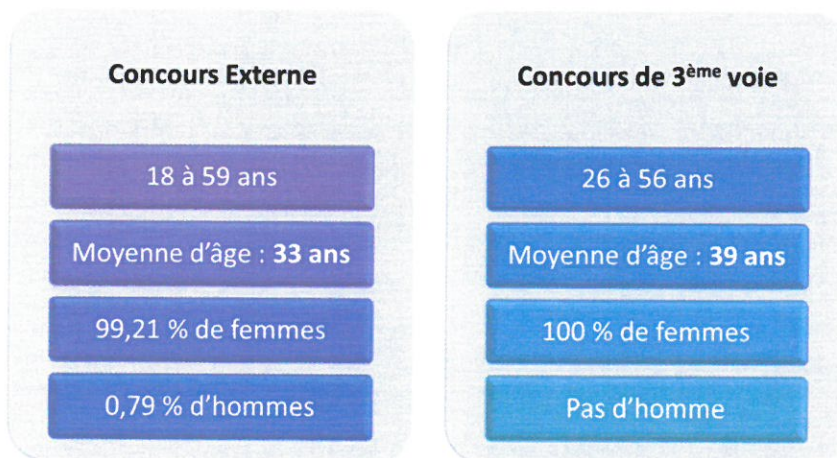 Concours Externe
18 à 59 ans
Moyenne d'âge : 33 ans
99,21 % de femmes
0,79 % d'hommes
Concours de 3ème voie
26 à 56 ans
Moyenne d'âge : 39 ans
100 % de femmes
Pas d'homme